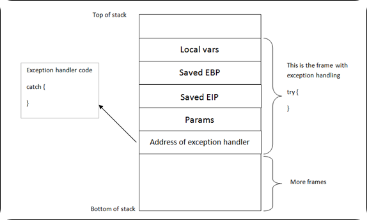 Top of stack
Local vars
Saved EBP
Saved EIP
Params
Address of exception handler
Bottom of stack
Exception handler code
catch {
}
This is the frame with
exception handling
try {
}
More frames